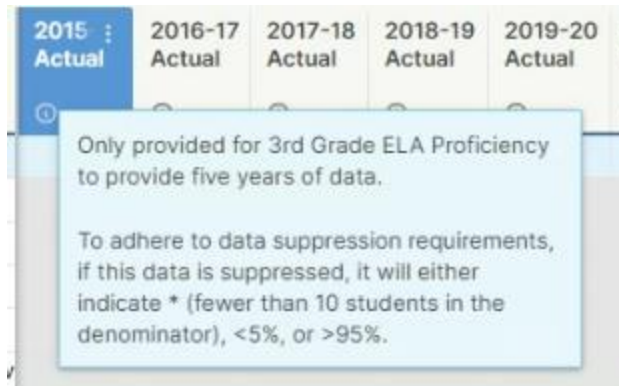 2015 2016-17 2017-18 2018-19 2019-20
Actual Actual Actual Actual Actual
Only provided for 3rd Grade ELA Proficiency
to provide five years of data.
To adhere to data suppression requirements,
if this data is suppressed, it will either
indicate * (fewer than 10 students in the
denominator), <5%, or >95%.